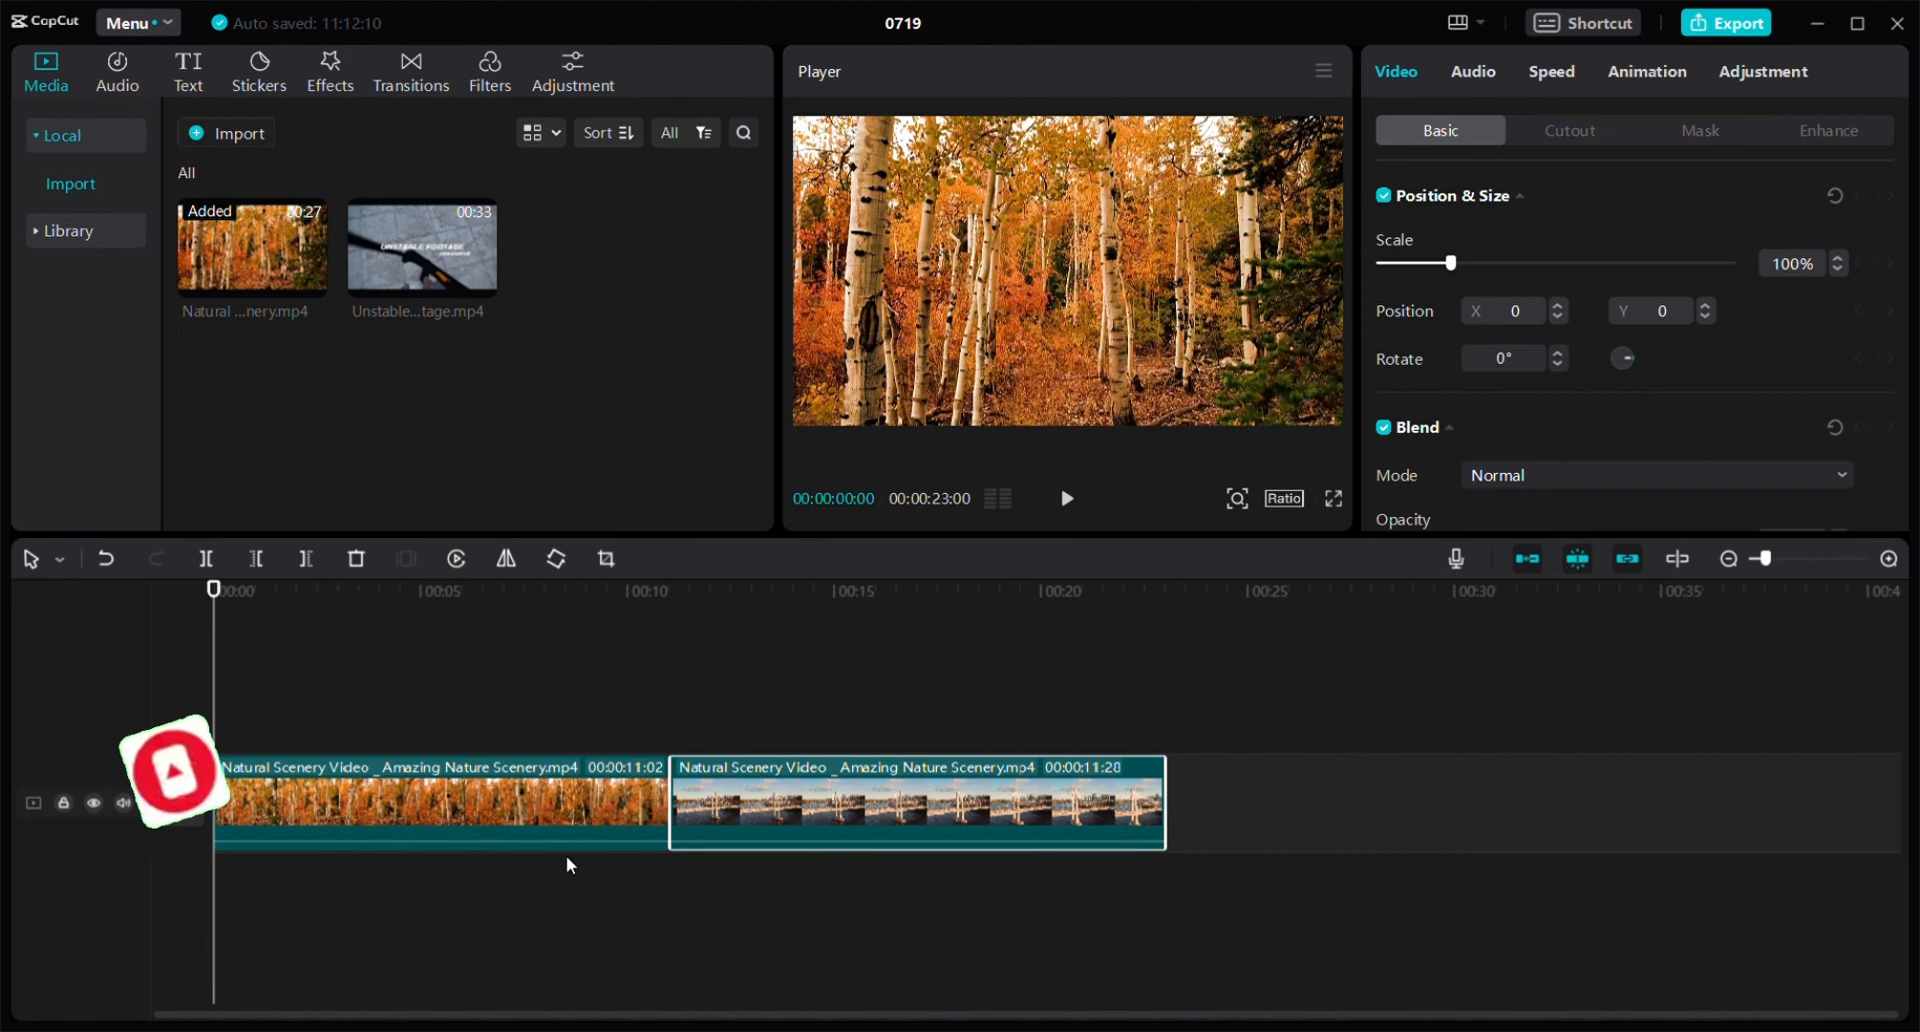 CapCut
Menu
Auto saved: 11:12:10
0719
Shortcut
Export
Media
Audio
Text
Stickers
Effects
Transitions
Filters
Adjustment
Local
Import
Library
Import
Sort
All
All
Added
00:27
Natural ...nery.mp4
00:33
UNSTABLE FOOTAGE
Unstable...tage.mp4
Player
00:00:00:00
00:00:23:00
Ratio
Video
Audio
Speed
Animation
Adjustment
Basic
Cutout
Mask
Enhance
Position & Size
Scale
100%
Position
X 0
Y 0
Rotate
0°
Blend
Mode
Normal
Opacity
00:00
00:05
00:10
00:15
00:20
00:25
00:30
00:35
00:4
Natural Scenery Video _ Amazing Nature Scenery.mp4 00:00:11:02
Natural Scenery Video _ Amazing Nature Scenery.mp4 00:00:11:28